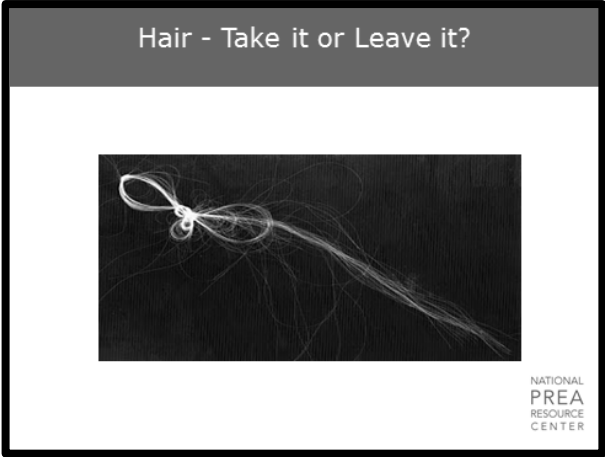 Hair - Take it or Leave it?
NATIONAL
PREA
RESOURCE
CENTER